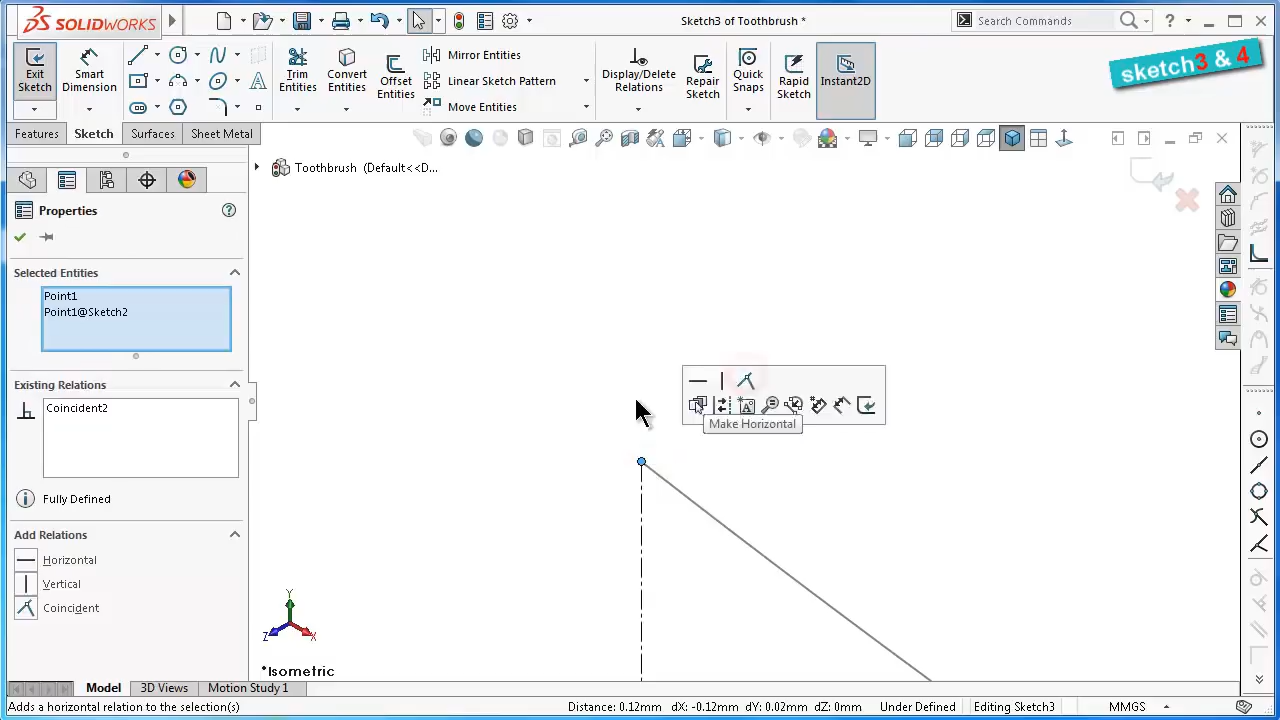 SOLIDWORKS
Sketch3 of Toothbrush *
Search Commands
sketch3 & 4
Exit Sketch
Smart Dimension
Trim Entities
Convert Entities
Offset Entities
Mirror Entities
Linear Sketch Pattern
Move Entities
Display/Delete Relations
Repair Sketch
Quick Snaps
Rapid Sketch
Instant2D
Features
Sketch
Surfaces
Sheet Metal
Toothbrush (Default<<D...
Properties
Selected Entities
Point1
Point1@Sketch2
Existing Relations
Coincident2
Fully Defined
Add Relations
Horizontal
Vertical
Coincident
Make Horizontal
Y
Z
X
*Isometric
Model
3D Views
Motion Study 1
Adds a horizontal relation to the selection(s)
Distance: 0.12mm dX: -0.12mm dY: 0.02mm dZ: 0mm
Under Defined
Editing Sketch3
MMGS